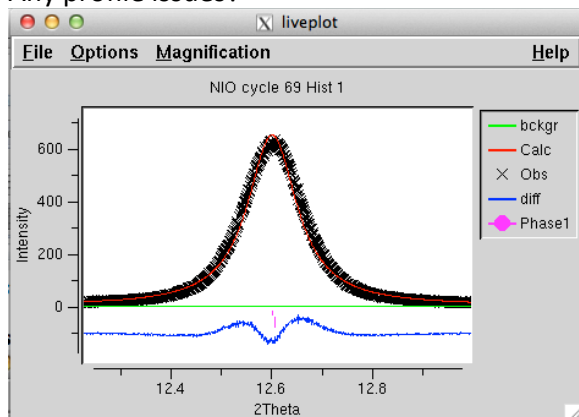 Any profile issues?
liveplot
File Options Magnification Help
NIO cycle 69 Hist 1
Intensity
600
400
200
0
12.4 12.6 12.8
2Theta
bckgr
Calc
Obs
diff
Phase1